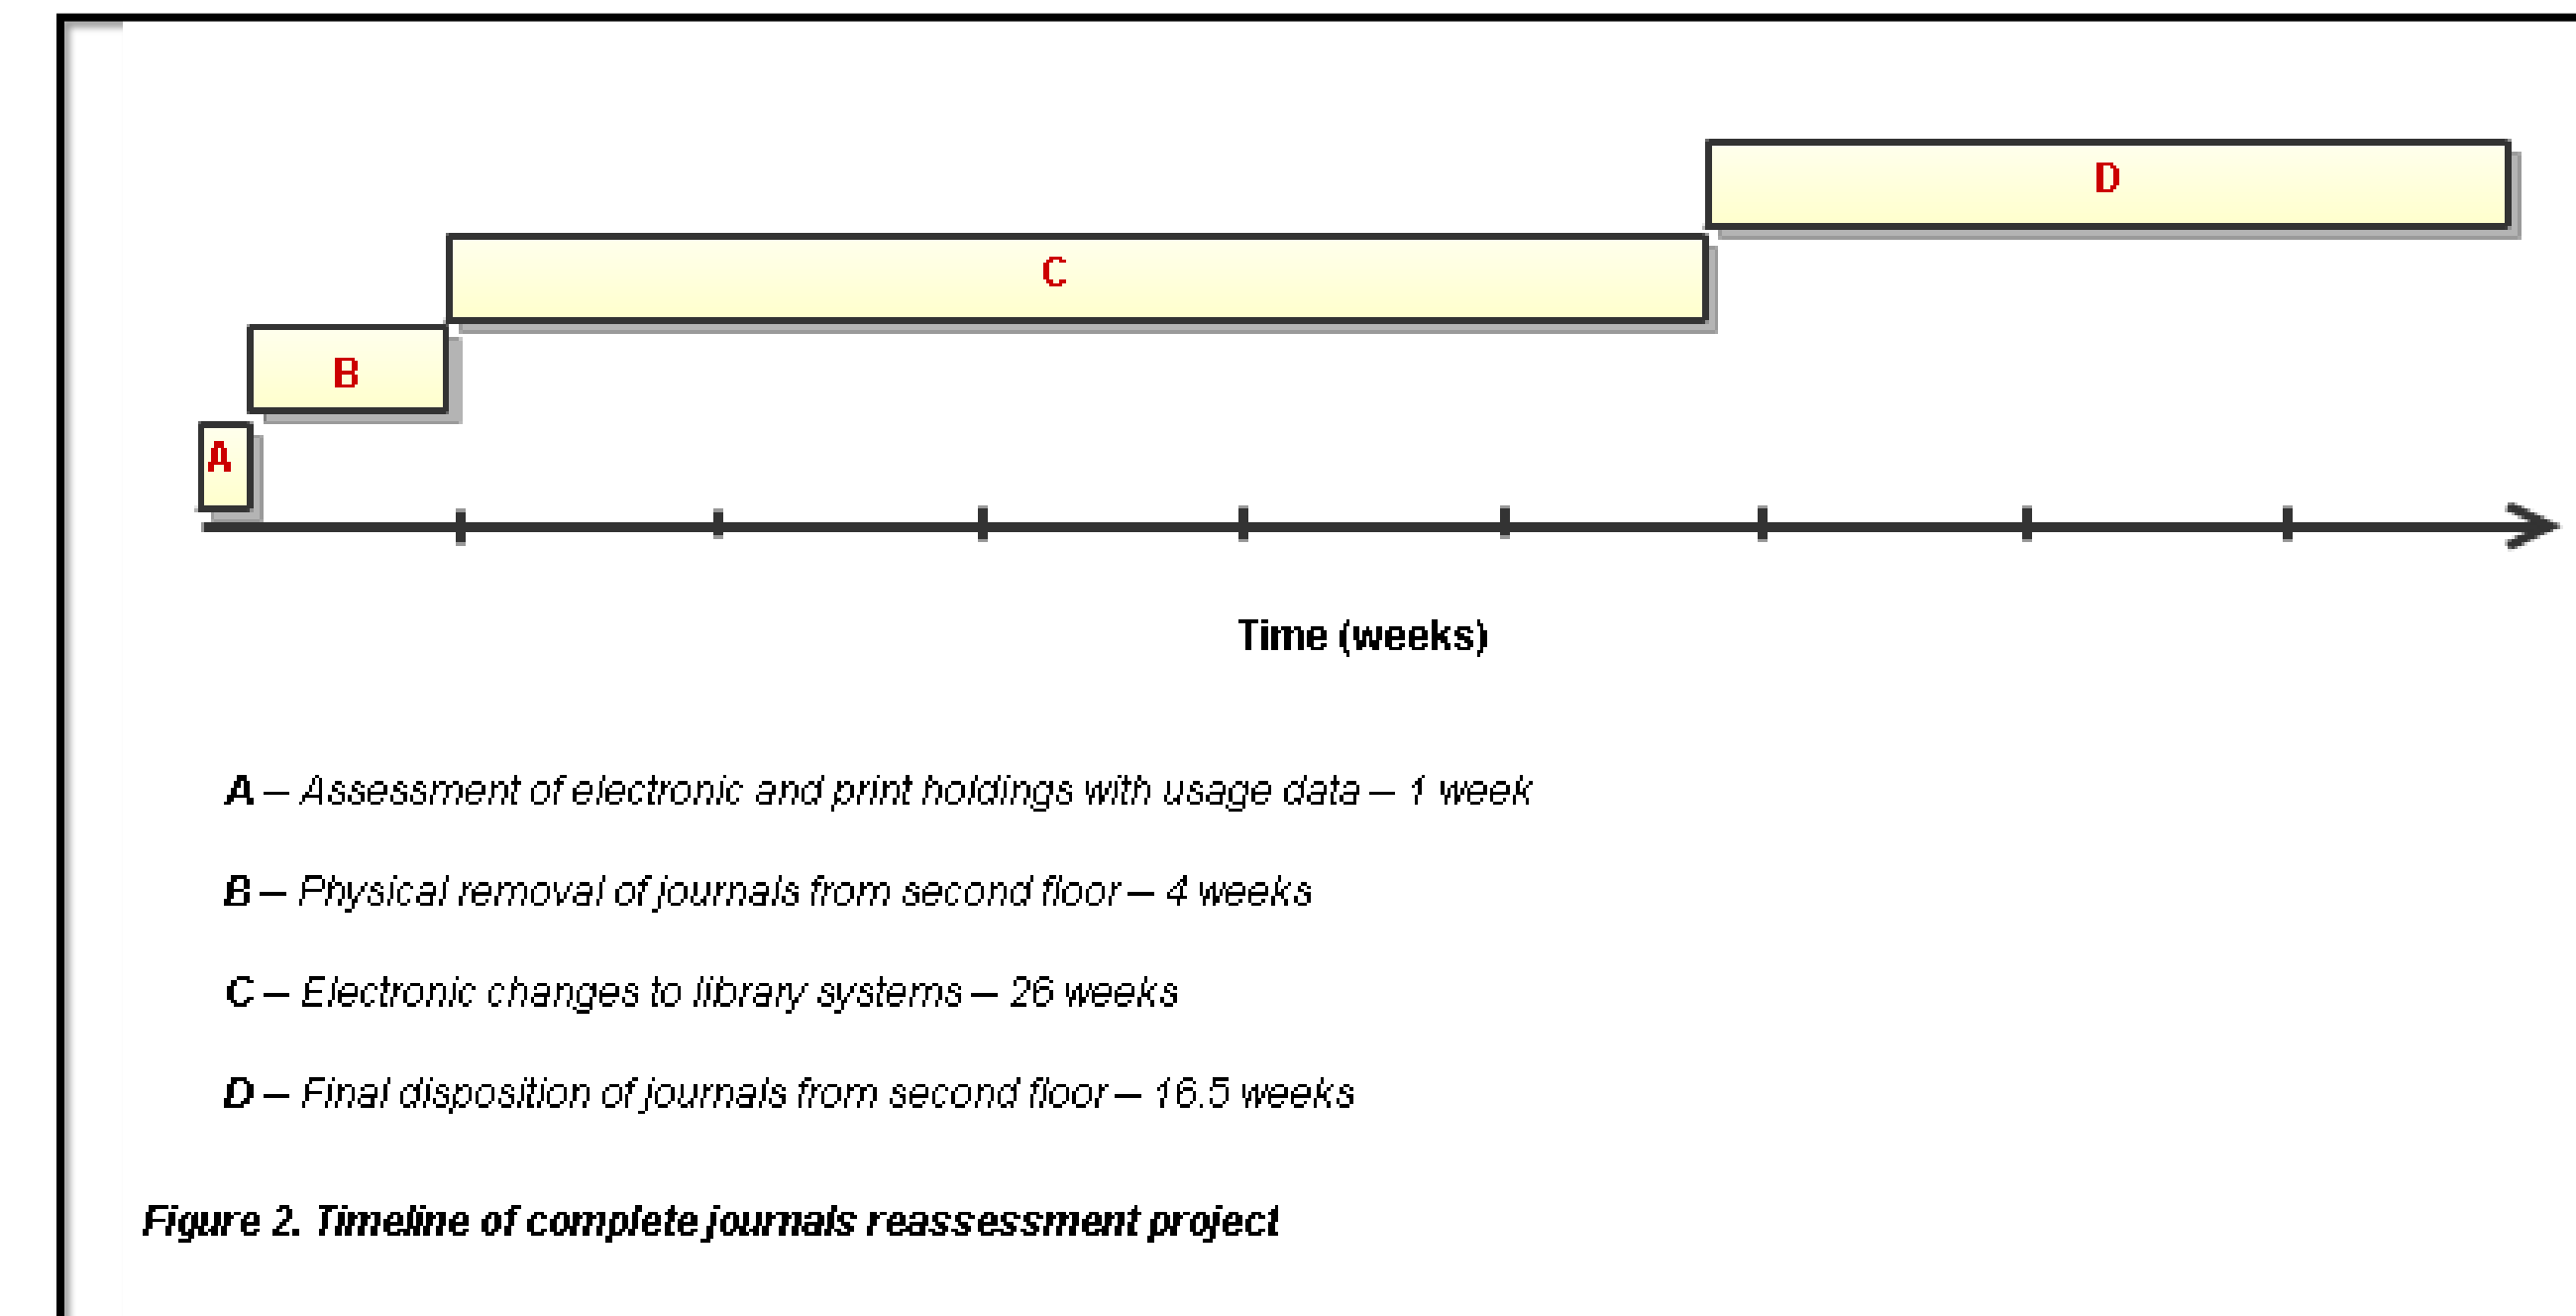 D
C
B
A
Time (weeks)
A – Assessment of electronic and print holdings with usage data – 1 week
B – Physical removal of journals from second floor – 4 weeks
C – Electronic changes to library systems – 26 weeks
D – Final disposition of journals from second floor – 16.5 weeks
Figure 2. Timeline of complete journals reassessment project